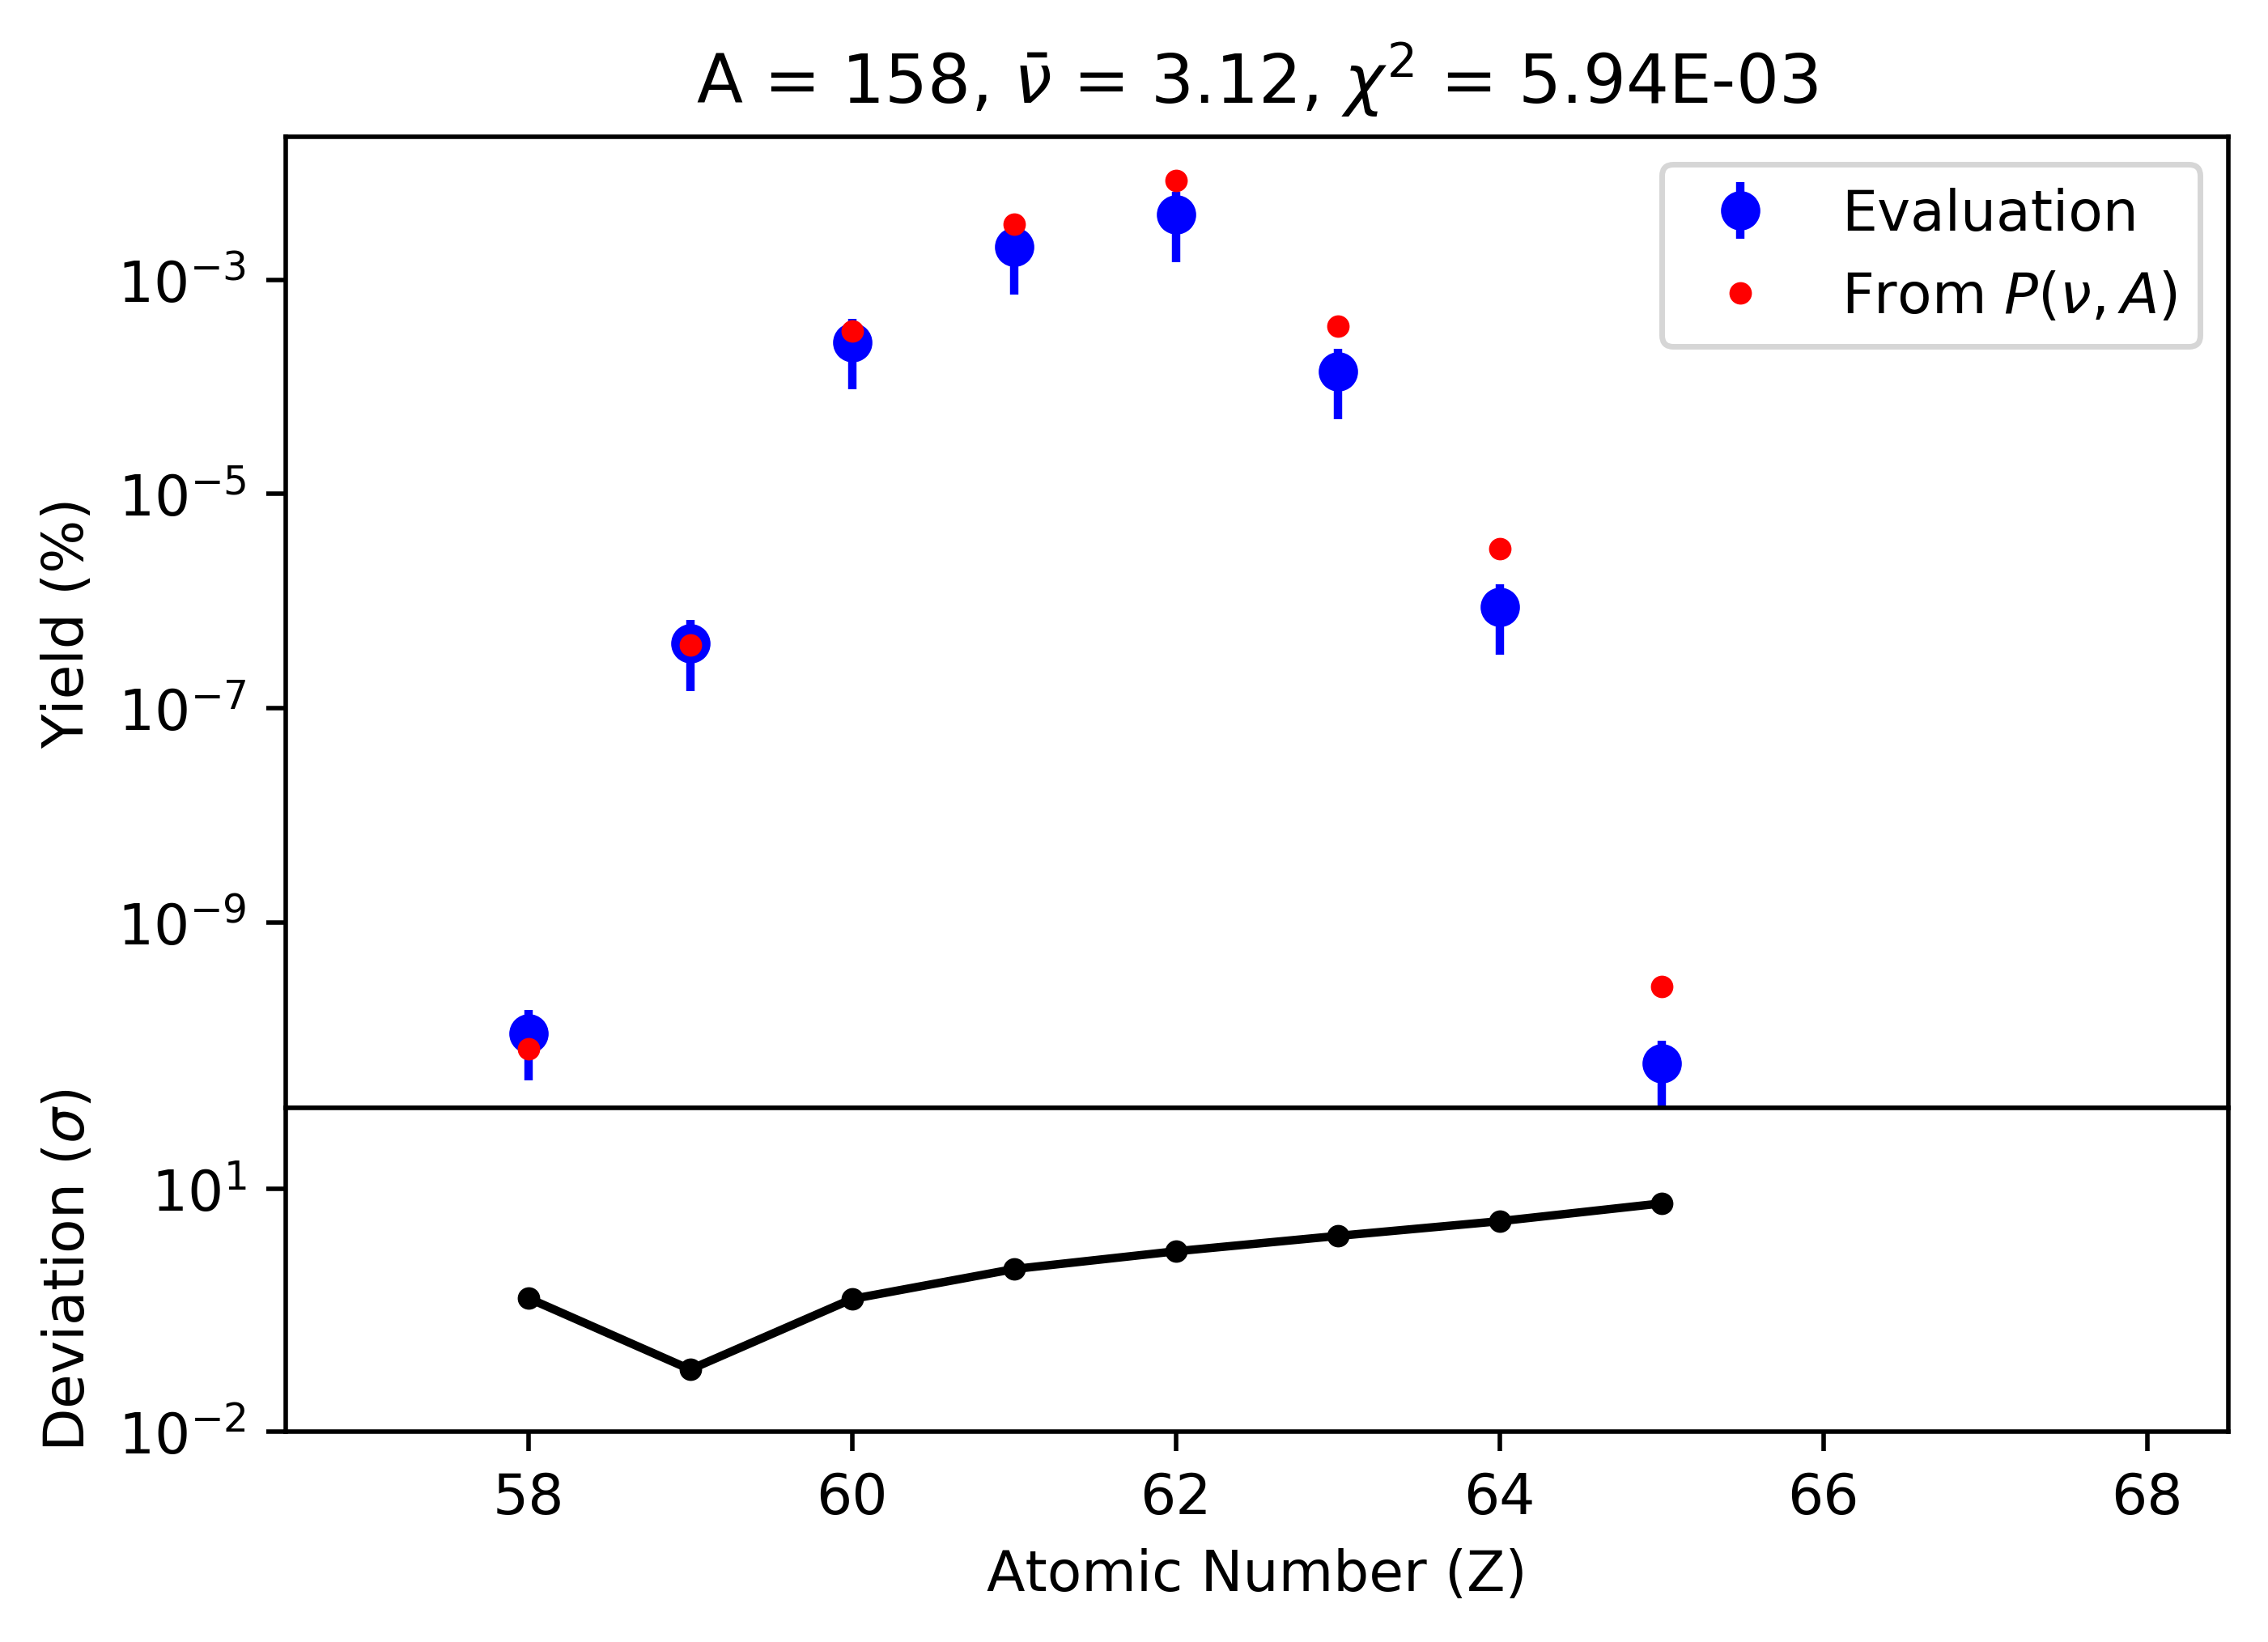 A = 158, ν̄ = 3.12, χ² = 5.94E-03
Evaluation
From P(ν, A)
Yield (%)
10⁻³
10⁻⁵
10⁻⁷
10⁻⁹
Deviation (σ)
10¹
10⁻²
58 60 62 64 66 68
Atomic Number (Z)